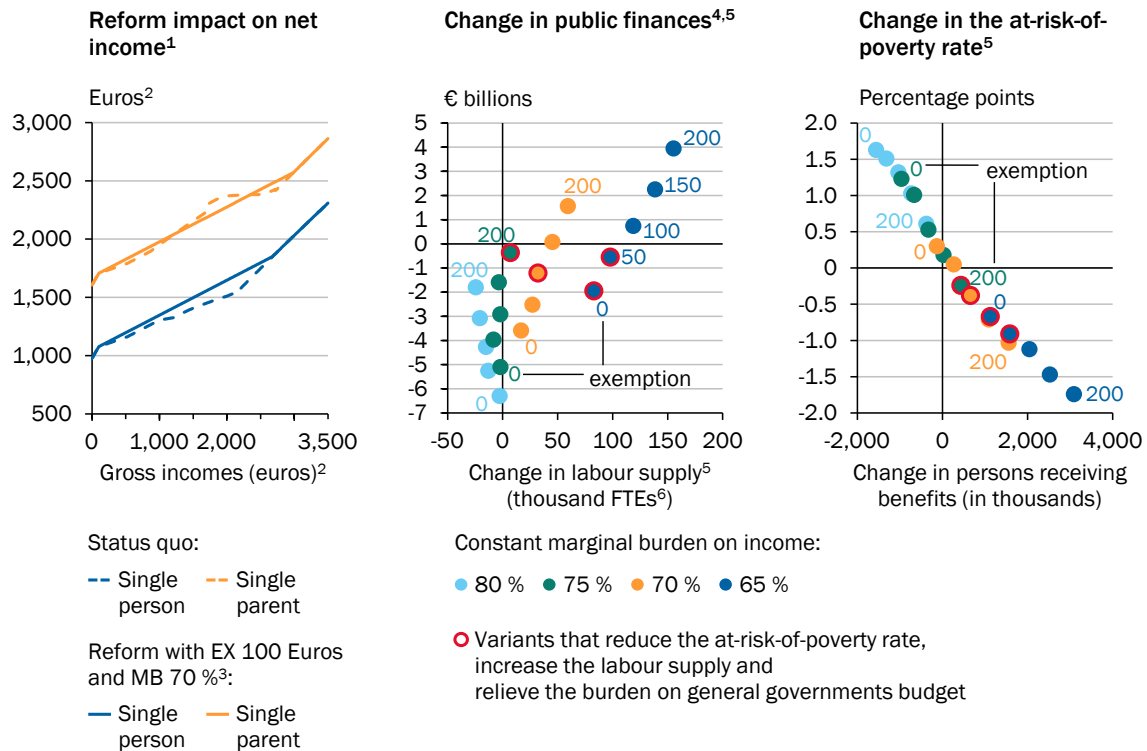 Reform impact on net
income¹
Euros²
3,000
2,500
2,000
1,500
1,000
500
0
1,000
2,000
3,500
Gross incomes (euros)²
Change in public finances⁴,⁵
€ billions
5
4
3
2
1
0
-1
-2
-3
-4
-5
-6
-7
200
150
100
50
0
200
0
200
0
200
0
exemption
-50
0
50
100
150
200
Change in labour supply⁵
(thousand FTEs⁶)
Change in the at-risk-of-
poverty rate⁵
Percentage points
2.0
1.5
1.0
0.5
0
-0.5
-1.0
-1.5
-2.0
0
0
exemption
200
0
200
0
200
200
-2,000
0
2,000
4,000
Change in persons receiving
benefits (in thousands)
Status quo:
Single
person
Single
parent
Reform with EX 100 Euros
and MB 70 %³:
Single
person
Single
parent
Constant marginal burden on income:
80 %
75 %
70 %
65 %
Variants that reduce the at-risk-of-poverty rate,
increase the labour supply and
relieve the burden on general governments budget